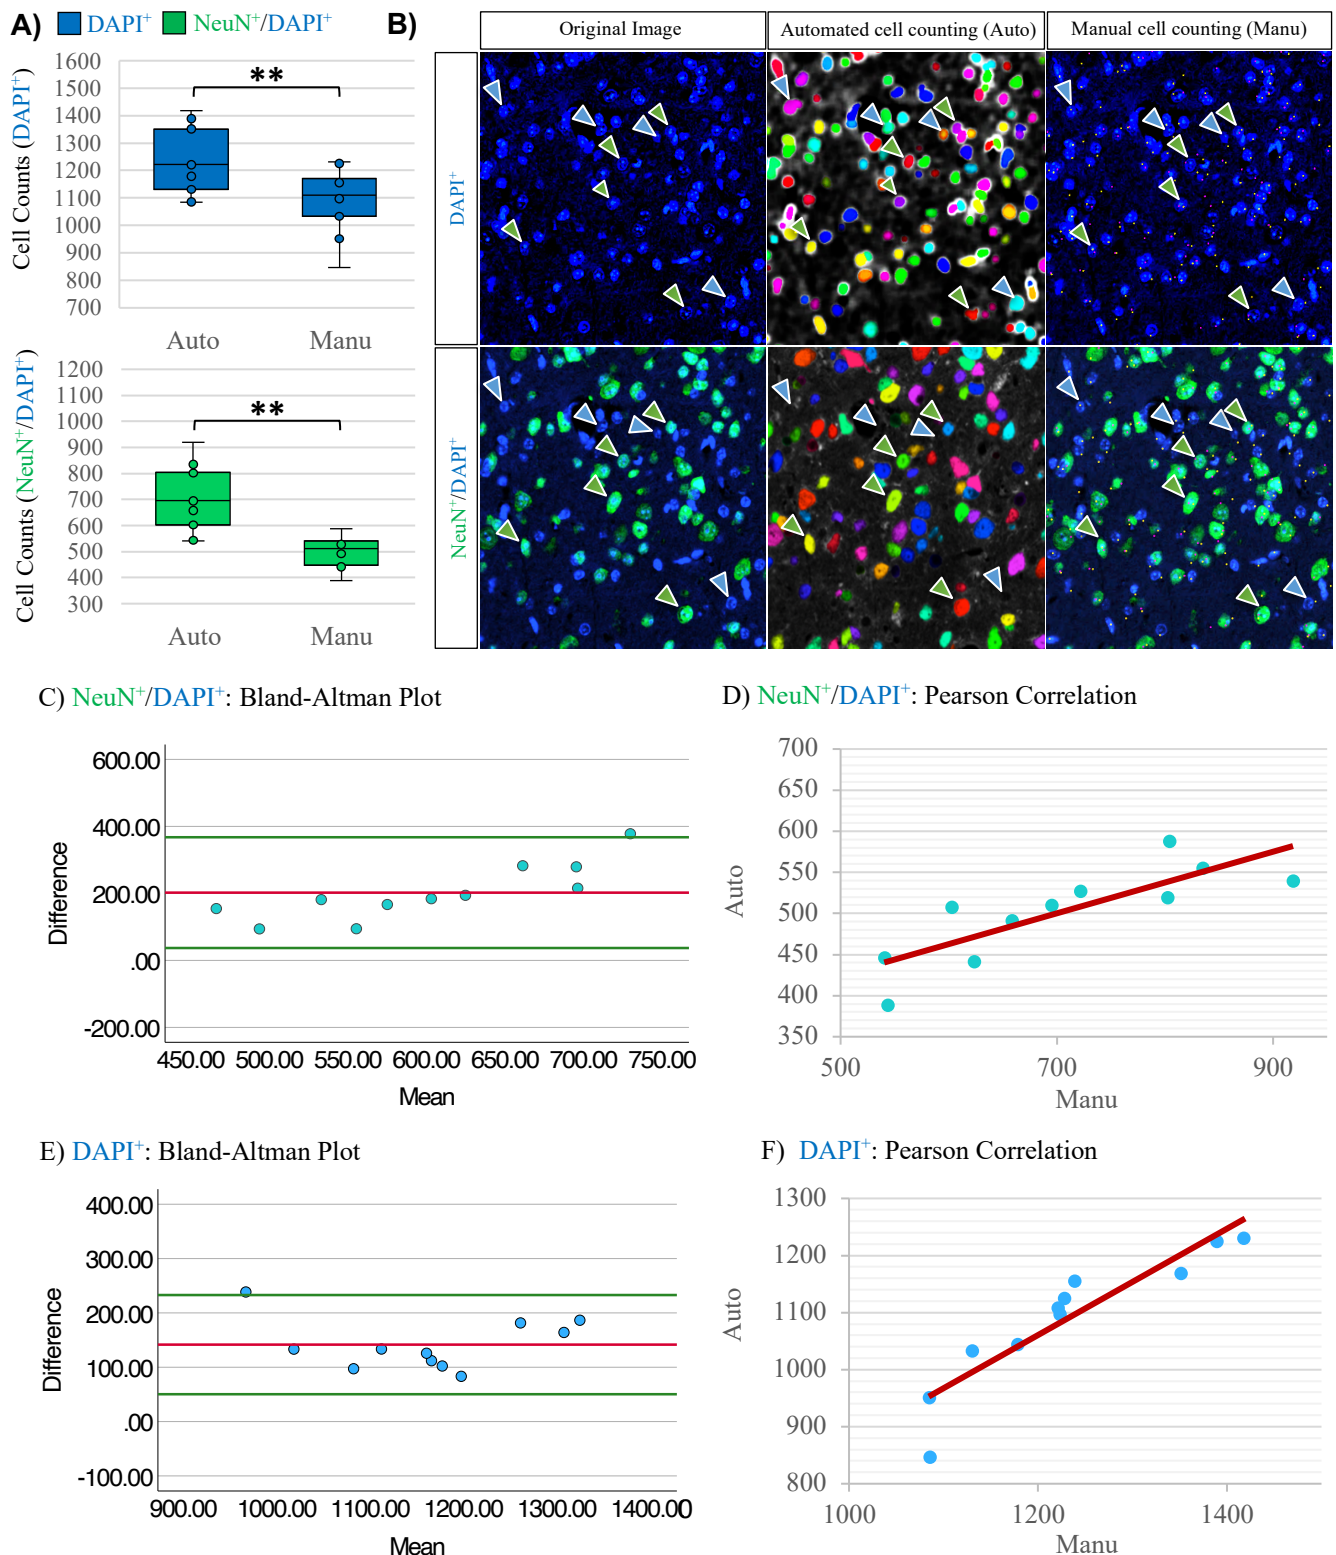 A) DAPI⁺ NeuN⁺/DAPI⁺
Cell Counts (DAPI⁺)
1600
1500
1400
1300
1200
1100
1000
900
800
700
**
Auto Manu
Cell Counts (NeuN⁺/DAPI⁺)
1200
1100
1000
900
800
700
600
500
400
300
**
Auto Manu
B)
Original Image Automated cell counting (Auto) Manual cell counting (Manu)
DAPI⁺
NeuN⁺/DAPI⁺
C) NeuN⁺/DAPI⁺: Bland-Altman Plot
Difference
600.00
400.00
200.00
.00
-200.00
450.00 500.00 550.00 600.00 650.00 700.00 750.00
Mean
D) NeuN⁺/DAPI⁺: Pearson Correlation
Auto
700
650
600
550
500
450
400
350
500 700 900
Manu
E) DAPI⁺: Bland-Altman Plot
Difference
400.00
300.00
200.00
100.00
.00
-100.00
900.00 1000.00 1100.00 1200.00 1300.00 1400.00
Mean
F) DAPI⁺: Pearson Correlation
Auto
1300
1200
1100
1000
900
800
1000 1200 1400
Manu